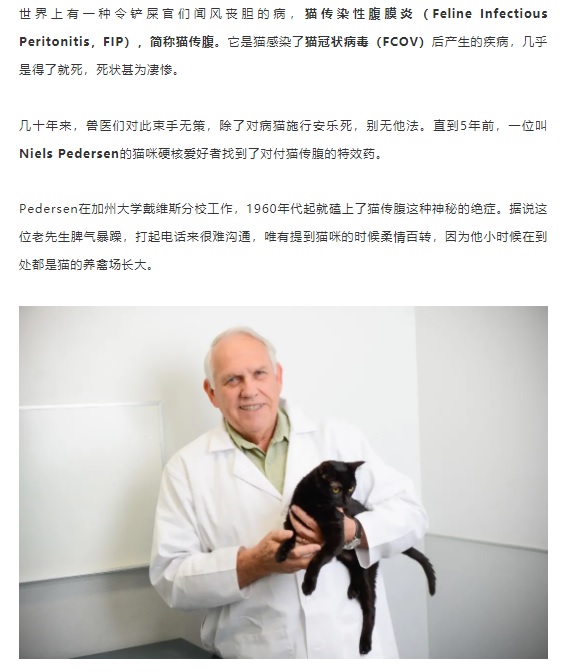 世界上有一种令铲屎官们闻风丧胆的病，猫传染性腹膜炎（Feline Infectious
Peritonitis，FIP），简称猫传腹。它是猫感染了猫冠状病毒（FCOV）后产生的疾病，几乎
是得了就死，死状甚为凄惨。
几十年来，兽医们对此束手无策，除了对病猫施行安乐死，别无他法。直到5年前，一位叫
Niels Pedersen的猫咪硬核爱好者找到了对付猫传腹的特效药。
Pedersen在加州大学戴维斯分校工作，1960年代起就磕上了猫传腹这种神秘的绝症。据说这
位老先生脾气暴躁，打起电话来很难沟通，唯有提到猫咪的时候柔情百转，因为他小时候在到
处都是猫的养禽场长大。